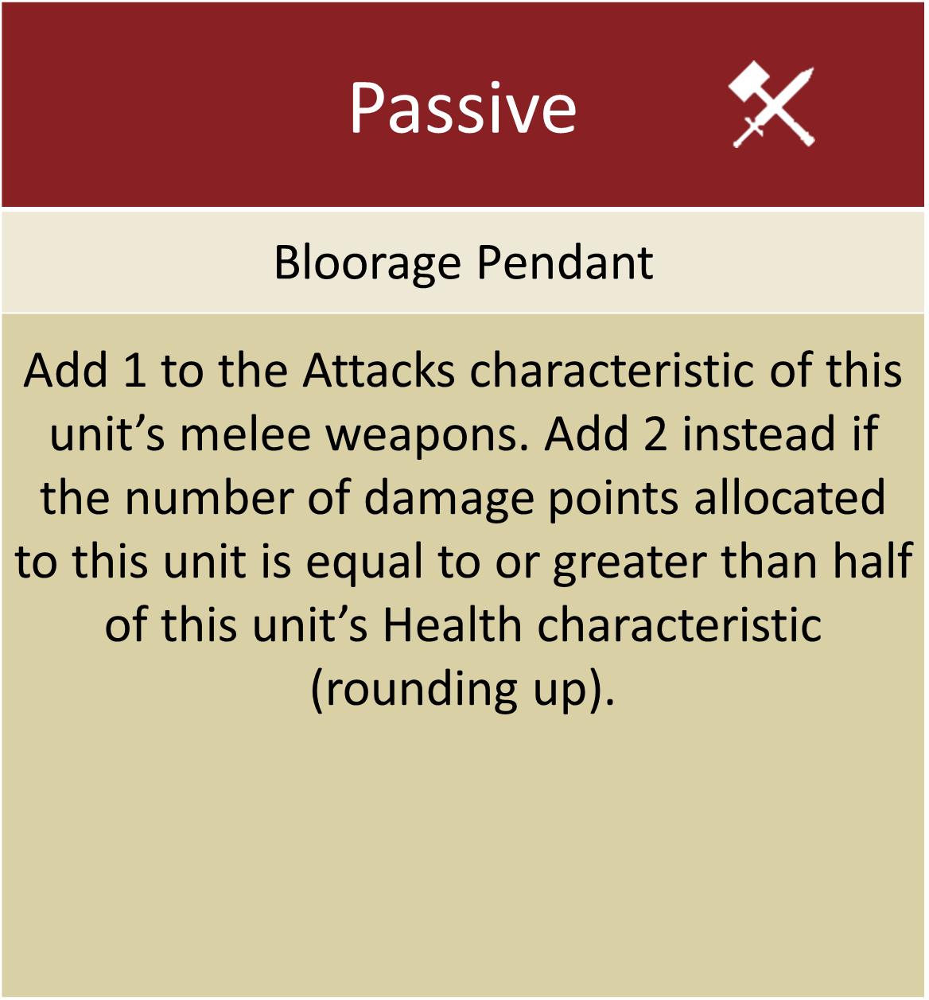 Passive
Bloorage Pendant
Add 1 to the Attacks characteristic of this
unit’s melee weapons. Add 2 instead if
the number of damage points allocated
to this unit is equal to or greater than half
of this unit’s Health characteristic
(rounding up).